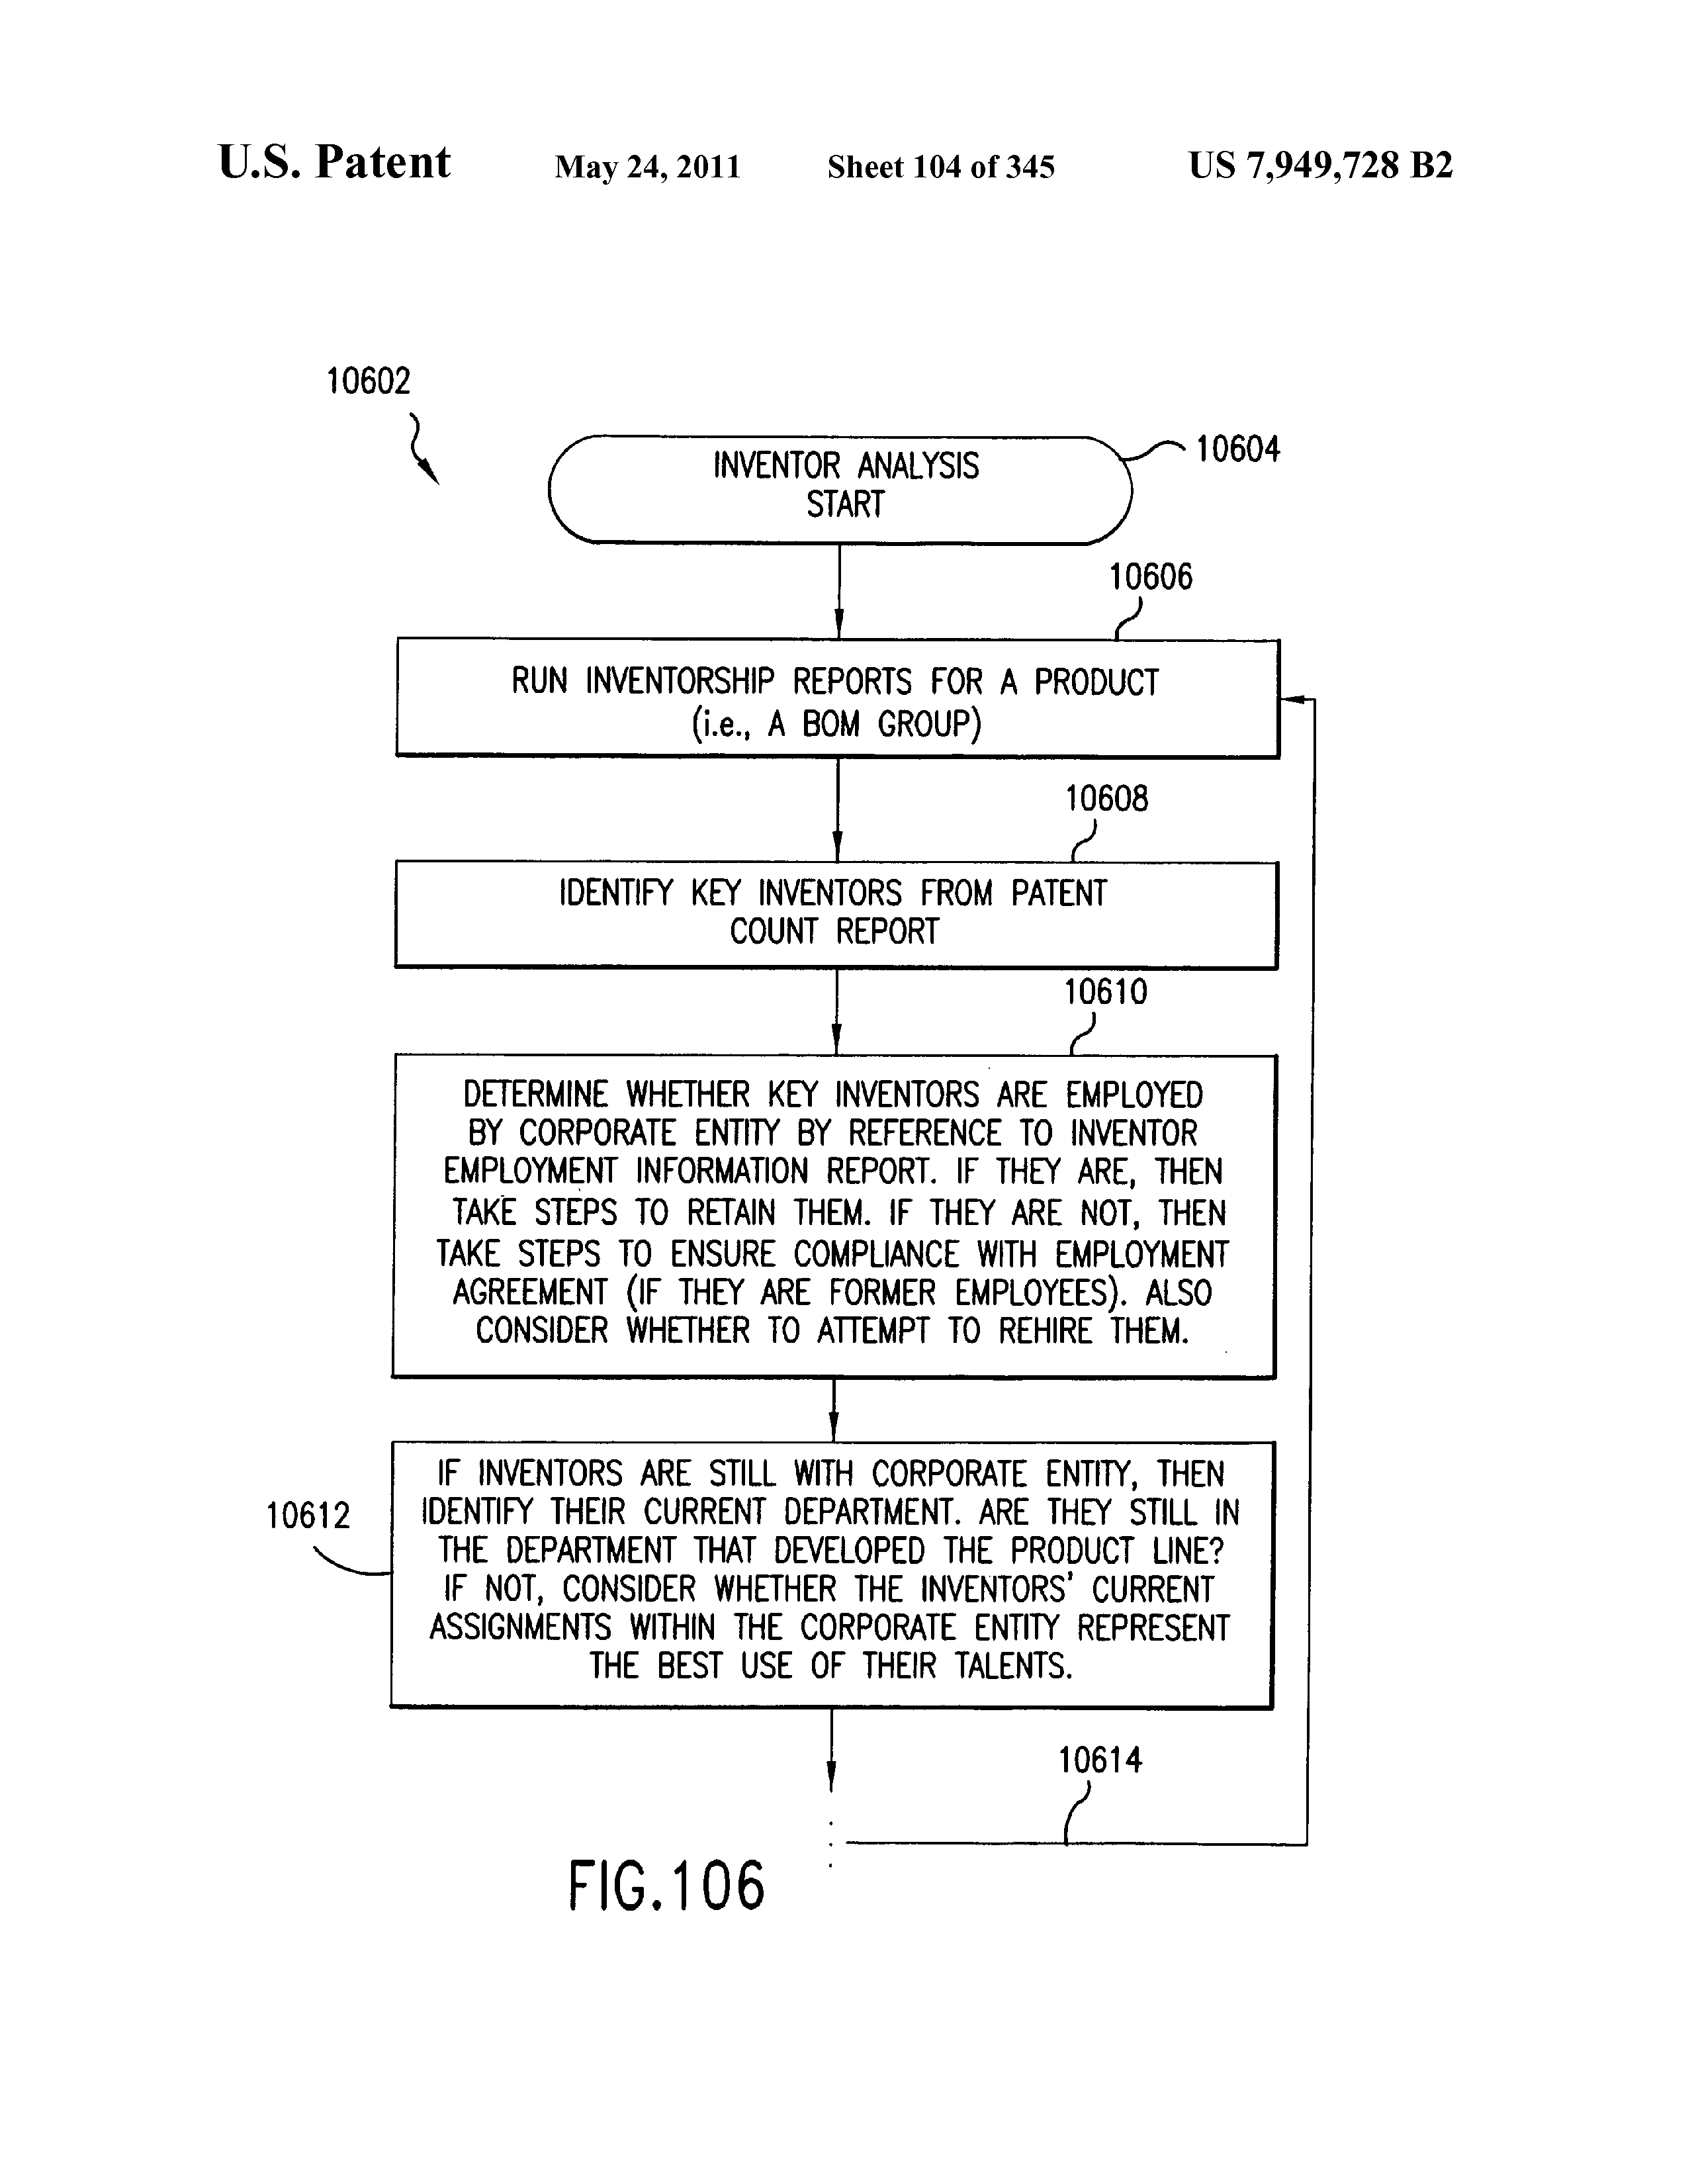 U.S. Patent May 24, 2011 Sheet 104 of 345 US 7,949,728 B2
10602
INVENTOR ANALYSIS
START
10604
10606
RUN INVENTORSHIP REPORTS FOR A PRODUCT
(i.e., A BOM GROUP)
10608
IDENTIFY KEY INVENTORS FROM PATENT
COUNT REPORT
10610
DETERMINE WHETHER KEY INVENTORS ARE EMPLOYED
BY CORPORATE ENTITY BY REFERENCE TO INVENTOR
EMPLOYMENT INFORMATION REPORT. IF THEY ARE, THEN
TAKE STEPS TO RETAIN THEM. IF THEY ARE NOT, THEN
TAKE STEPS TO ENSURE COMPLIANCE WITH EMPLOYMENT
AGREEMENT (IF THEY ARE FORMER EMPLOYEES). ALSO
CONSIDER WHETHER TO ATTEMPT TO REHIRE THEM.
10612
IF INVENTORS ARE STILL WITH CORPORATE ENTITY, THEN
IDENTIFY THEIR CURRENT DEPARTMENT. ARE THEY STILL IN
THE DEPARTMENT THAT DEVELOPED THE PRODUCT LINE?
IF NOT, CONSIDER WHETHER THE INVENTORS' CURRENT
ASSIGNMENTS WITHIN THE CORPORATE ENTITY REPRESENT
THE BEST USE OF THEIR TALENTS.
10614
FIG.106